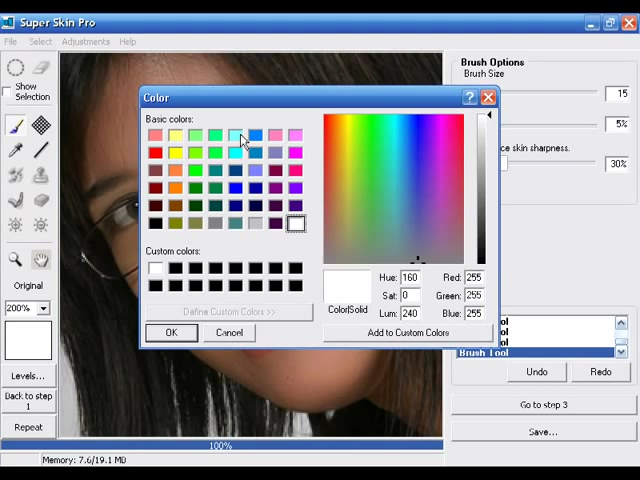 Super Skin Pro
File Select Adjustments Help
Show
Selection
Original
200%
Levels...
Back to step
1
Repeat
Color
Basic colors:
Custom colors:
Define Custom Colors >>
OK Cancel
Color|Solid
Hue: 160 Red: 255
Sat: 0 Green: 255
Lum: 240 Blue: 255
Add to Custom Colors
Brush Options
Brush Size
15
5%
ce skin sharpness.
30%
Brush Tool
Undo Redo
Go to step 3
Save...
100%
Memory: 7.6/19.1 MB